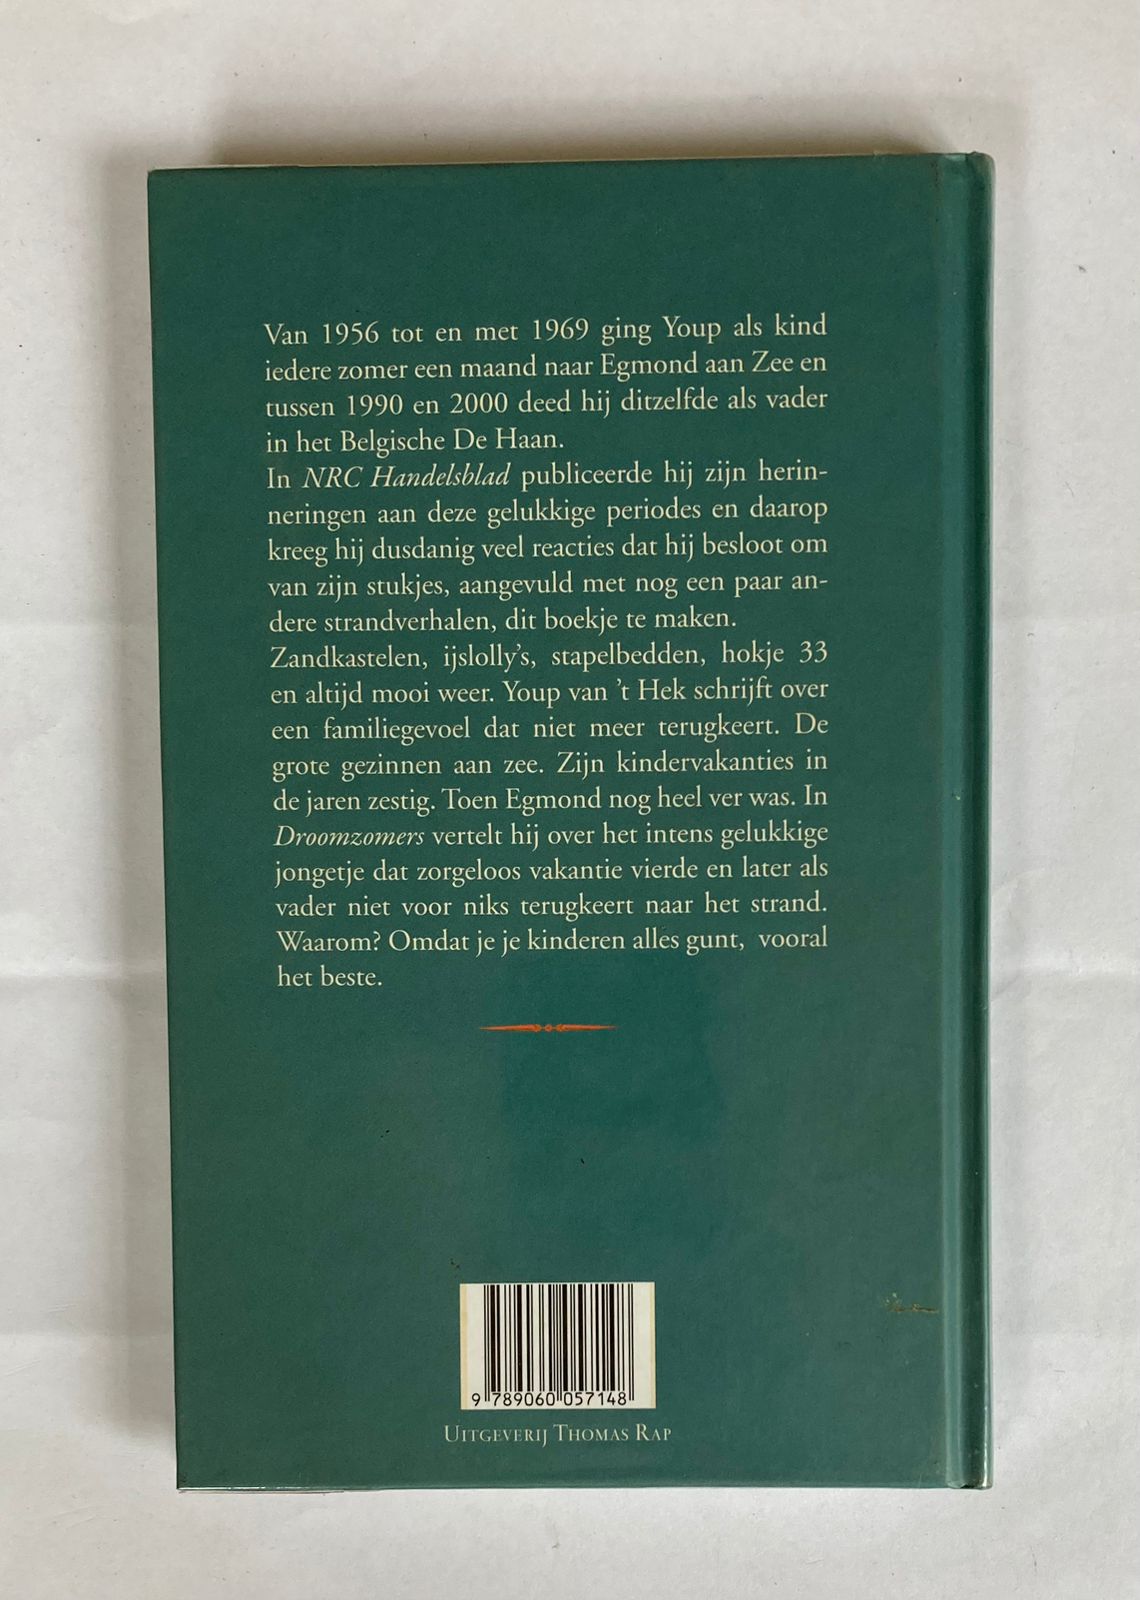 Van 1956 tot en met 1969 ging Youp als kind
iedere zomer een maand naar Egmond aan Zee en
tussen 1990 en 2000 deed hij ditzelfde als vader
in het Belgische De Haan.
In NRC Handelsblad publiceerde hij zijn herin-
neringen aan deze gelukkige periodes en daarop
kreeg hij dusdanig veel reacties dat hij besloot om
van zijn stukjes, aangevuld met nog een paar an-
dere strandverhalen, dit boekje te maken.
Zandkastelen, ijslolly's, stapelbedden, hokje 33
en altijd mooi weer. Youp van 't Hek schrijft over
een familiegevoel dat niet meer terugkeert. De
grote gezinnen aan zee. Zijn kindervakanties in
de jaren zestig. Toen Egmond nog heel ver was. In
Droomzomers vertelt hij over het intens gelukkige
jongetje dat zorgeloos vakantie vierde en later als
vader niet voor niks terugkeert naar het strand.
Waarom? Omdat je je kinderen alles gunt, vooral
het beste.
9 789060 057148
Uitgeverij Thomas Rap